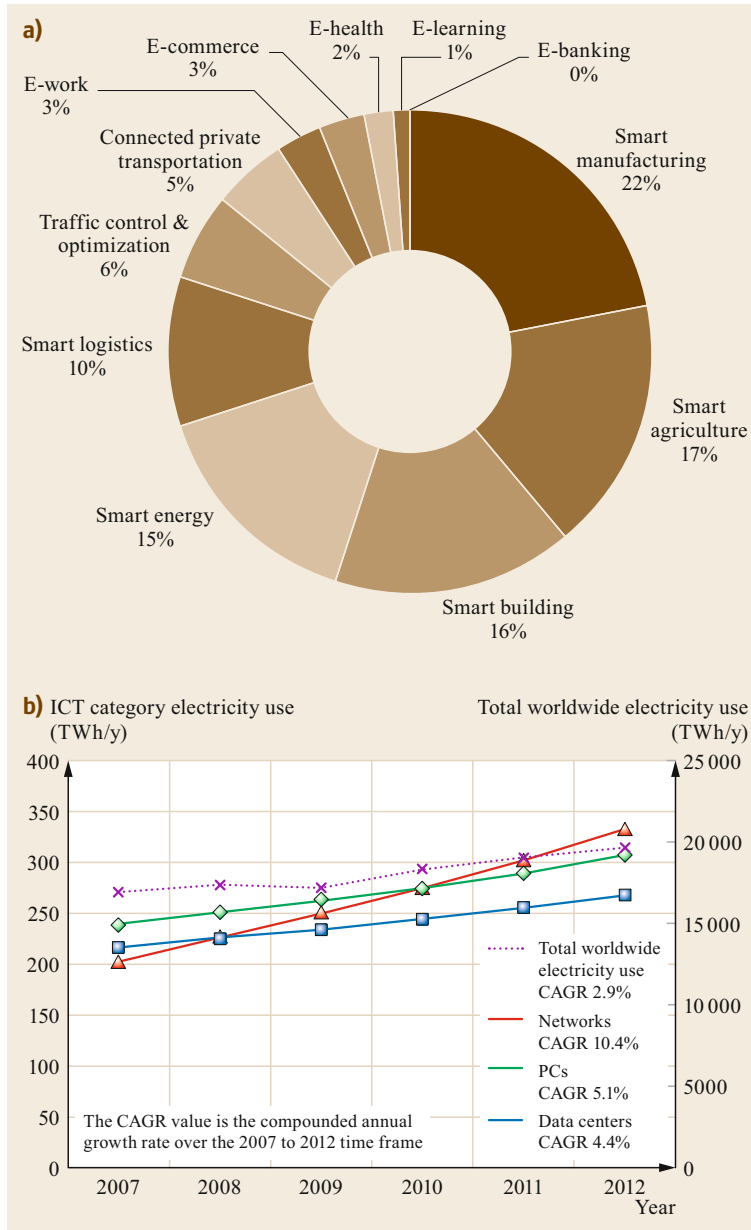 a)
E-health
2%
E-learning
1%
E-commerce
3%
E-banking
0%
E-work
3%
Connected private
transportation
5%
Smart
manufacturing
22%
Traffic control &
optimization
6%
Smart logistics
10%
Smart
agriculture
17%
Smart energy
15%
Smart building
16%
b) ICT category electricity use
(TWh/y)
Total worldwide electricity use
(TWh/y)
400
350
300
250
200
150
100
50
0
25 000
20 000
15 000
10 000
5000
0
Total worldwide
electricity use
CAGR 2.9%
Networks
CAGR 10.4%
PCs
CAGR 5.1%
Data centers
CAGR 4.4%
The CAGR value is the compounded annual
growth rate over the 2007 to 2012 time frame
2007 2008 2009 2010 2011 2012
Year